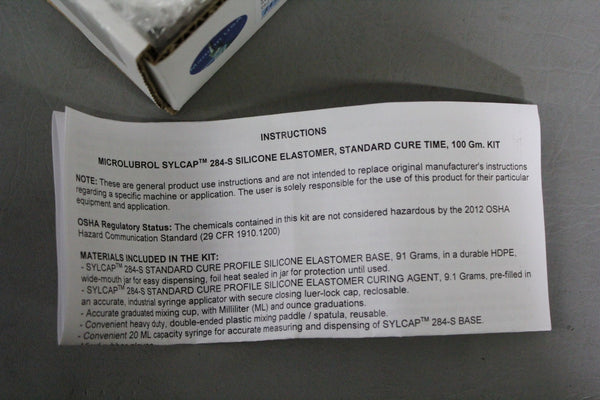 INSTRUCTIONS
MICROLUBROL SYLCAP™ 284-S SILICONE ELASTOMER, STANDARD CURE TIME, 100 Gm. KIT
NOTE: These are general product use instructions and are not intended to replace original manufacturer's instructions
regarding a specific machine or application. The user is solely responsible for the use of this product for their particular
equipment and application.
OSHA Regulatory Status: The chemicals contained in this kit are not considered hazardous by the 2012 OSHA
Hazard Communication Standard (29 CFR 1910.1200)
MATERIALS INCLUDED IN THE KIT:
- SYLCAP™ 284-S STANDARD CURE PROFILE SILICONE ELASTOMER BASE, 91 Grams, in a durable HDPE,
wide-mouth jar for easy dispensing, foil heat sealed in jar for protection until used.
- SYLCAP™ 284-S STANDARD CURE PROFILE SILICONE ELASTOMER CURING AGENT, 9.1 Grams, pre-filled in
an accurate, industrial syringe applicator with secure closing luer-lock cap, reclosable.
- Accurate graduated mixing cup, with Milliliter (ML) and ounce graduations.
- Convenient heavy duty, double-ended plastic mixing paddle / spatula, reusable.
- Convenient 20 ML capacity syringe for accurate measuring and dispensing of SYLCAP™ 284-S BASE.